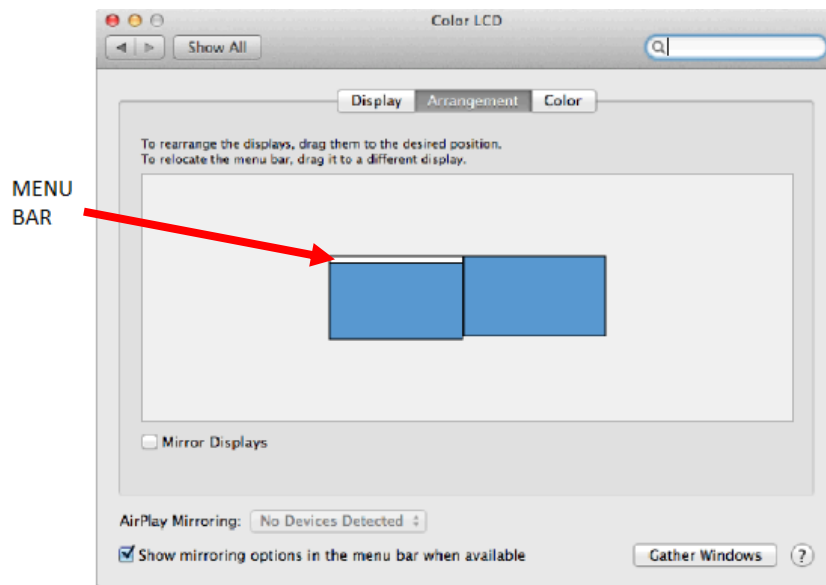 Color LCD
Show All
Display Arrangement Color
To rearrange the displays, drag them to the desired position.
To relocate the menu bar, drag it to a different display.
MENU
BAR
Mirror Displays
AirPlay Mirroring: No Devices Detected
Show mirroring options in the menu bar when available
Gather Windows ?